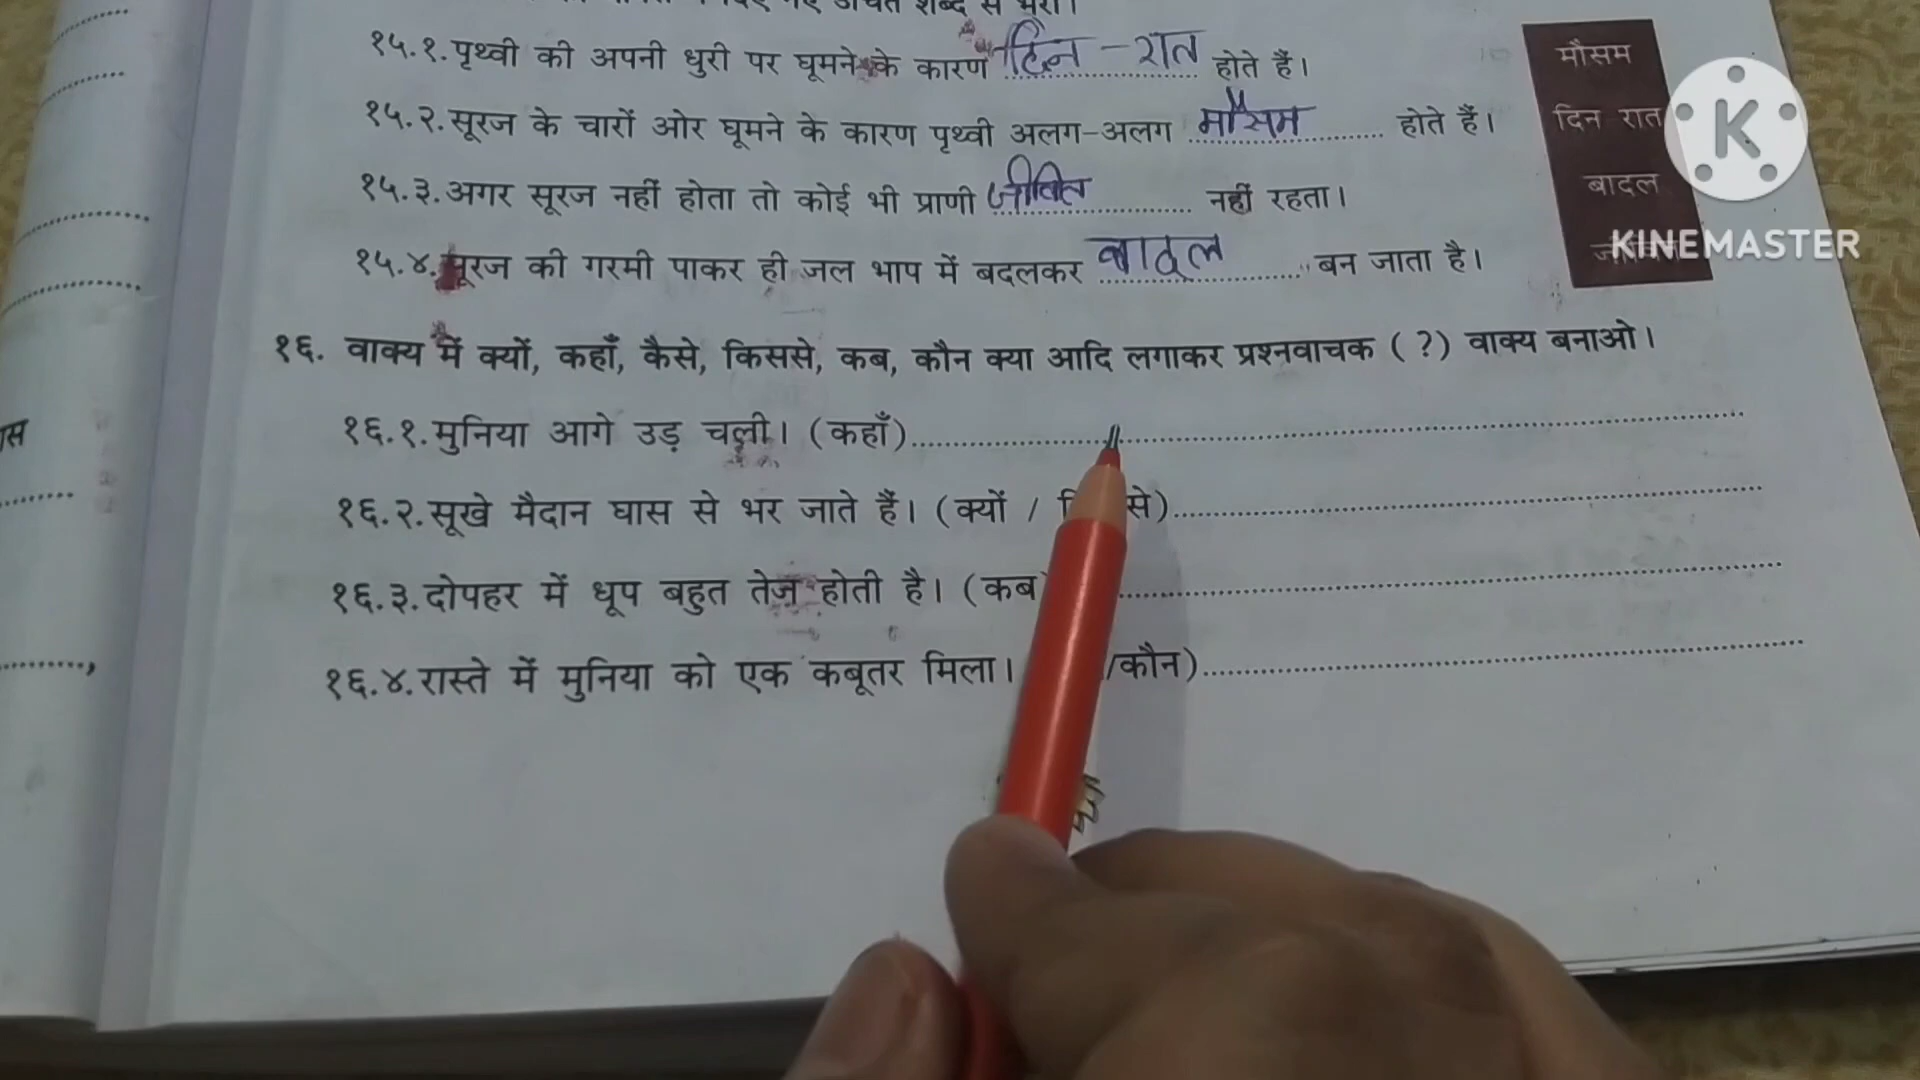 उचित शब्द से भरो।
१५.१. पृथ्वी की अपनी धुरी पर घूमने के कारण दिन - रात होते हैं।
१५.२. सूरज के चारों ओर घूमने के कारण पृथ्वी अलग-अलग मौसम होते हैं।
१५.३. अगर सूरज नहीं होता तो कोई भी प्राणी जीवित नहीं रहता।
१५.४. सूरज की गरमी पाकर ही जल भाप में बदलकर बादल बन जाता है।
मौसम
दिन रात
बादल
K
KINEMASTER
१६. वाक्य में क्यों, कहाँ, कैसे, किससे, कब, कौन क्या आदि लगाकर प्रश्नवाचक (?) वाक्य बनाओ।
१६.१. मुनिया आगे उड़ चली। (कहाँ)
१६.२. सूखे मैदान घास से भर जाते हैं। (क्यों /
१६.३. दोपहर में धूप बहुत तेज होती है। (कब
१६.४. रास्ते में मुनिया को एक कबूतर मिला। /कौन)